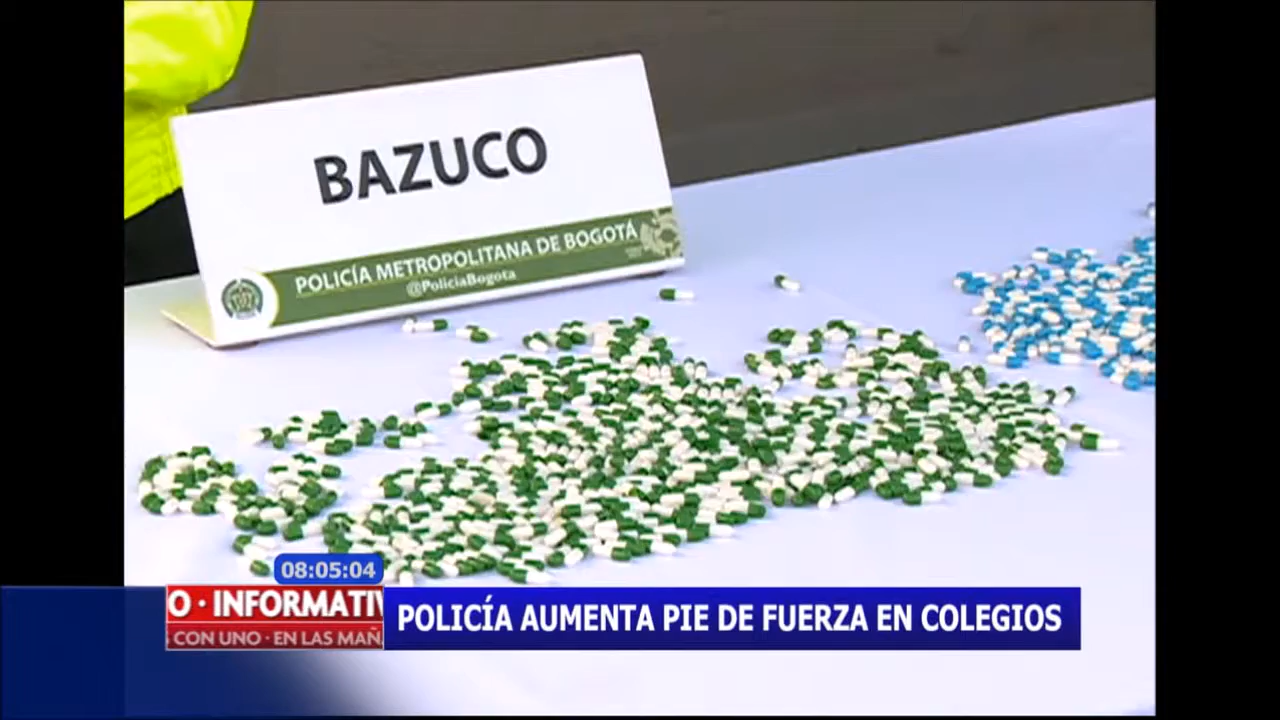 BAZUCO
POLICÍA METROPOLITANA DE BOGOTÁ
@PoliciaBogota
08:05:04
O · INFORMATIV
S CON UNO · EN LAS MAÑA
POLICÍA AUMENTA PIE DE FUERZA EN COLEGIOS